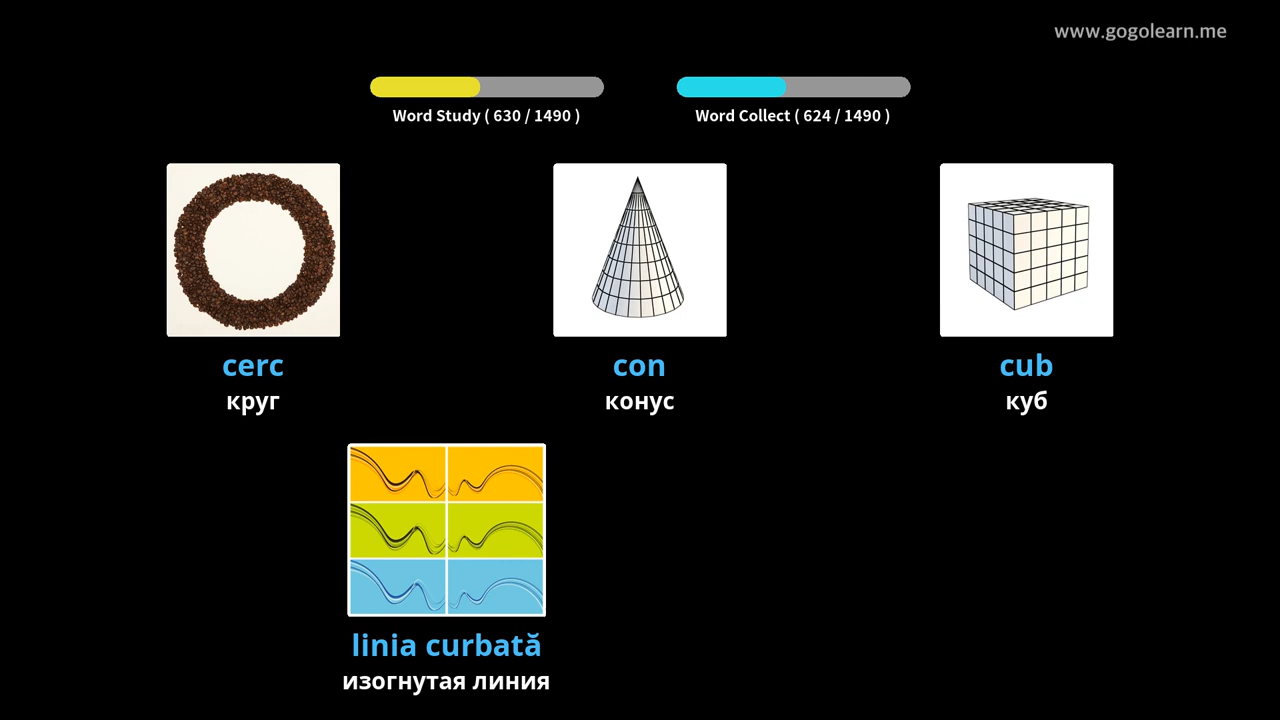 www.gogolearn.me
Word Study ( 630 / 1490 )
Word Collect ( 624 / 1490 )
cerc
круг
con
конус
cub
куб
linia curbată
изогнутая линия